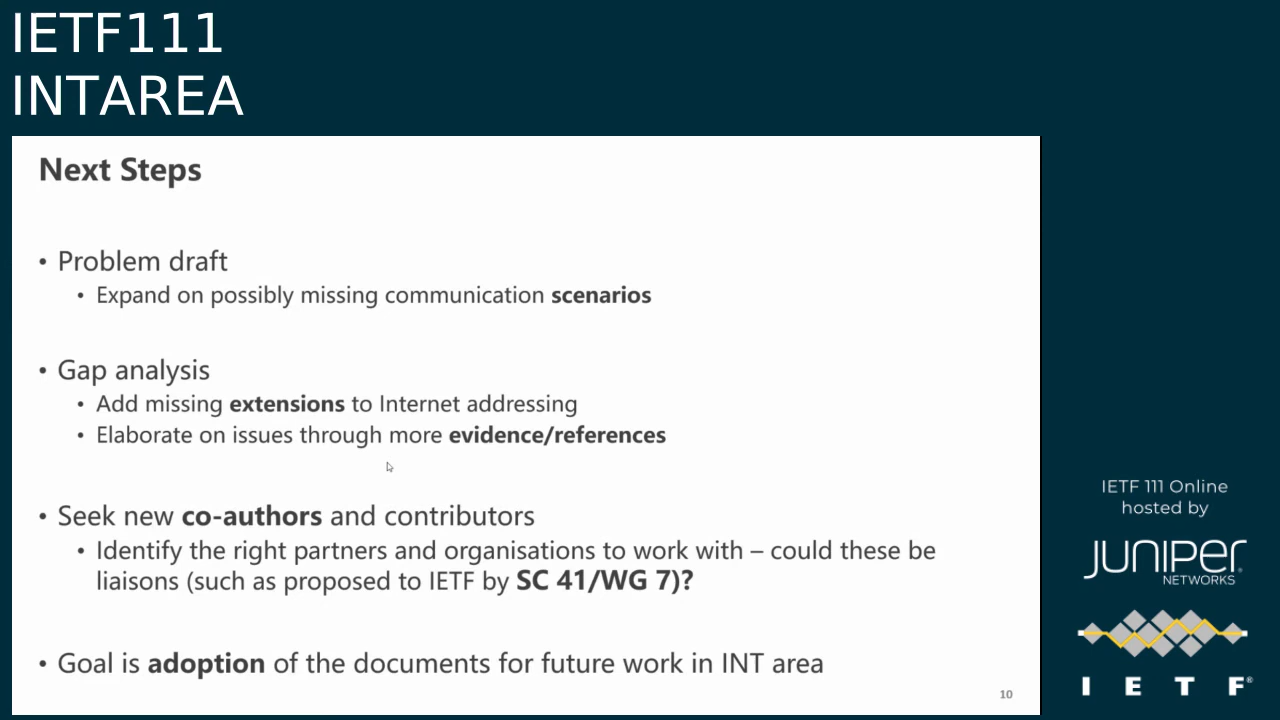 IETF111
INTAREA
Next Steps
• Problem draft
• Expand on possibly missing communication scenarios
• Gap analysis
• Add missing extensions to Internet addressing
• Elaborate on issues through more evidence/references
• Seek new co-authors and contributors
• Identify the right partners and organisations to work with – could these be
liaisons (such as proposed to IETF by SC 41/WG 7)?
• Goal is adoption of the documents for future work in INT area
10
IETF 111 Online
hosted by
JUNIPER
NETWORKS
I E T F®